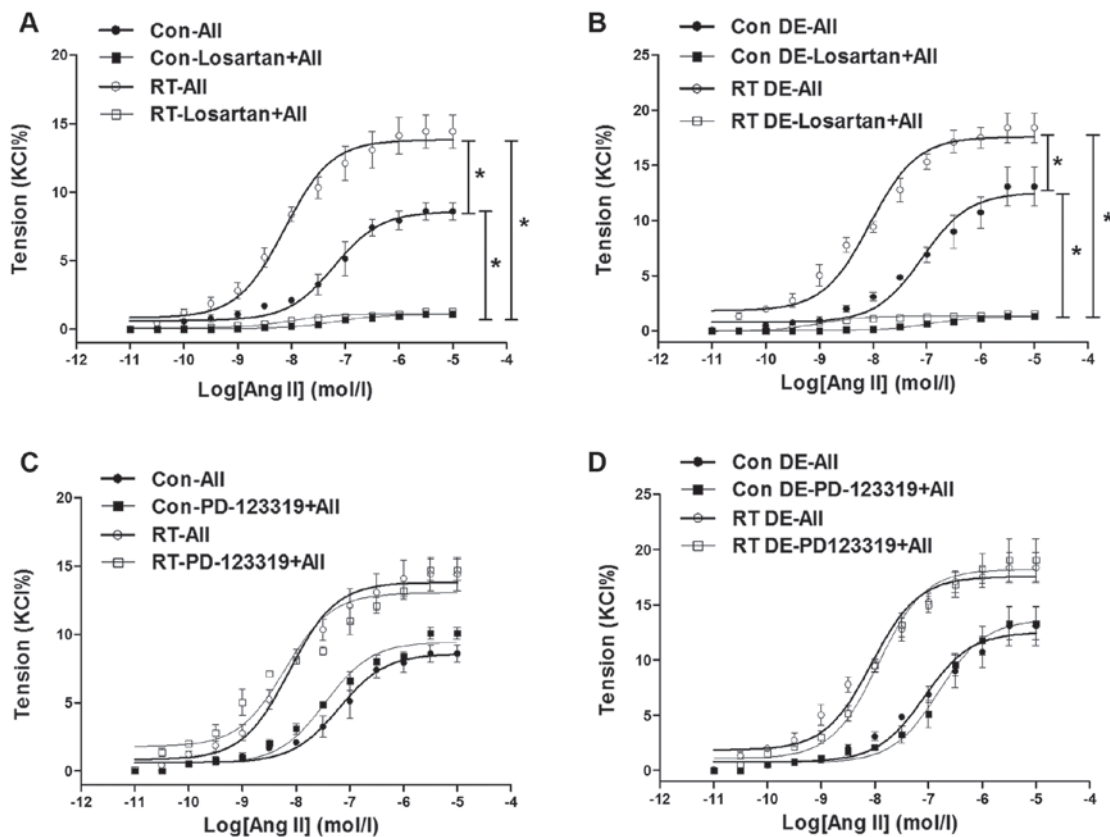 A
Con-AII
Con-Losartan+AII
RT-AII
RT-Losartan+AII
Tension (KCl%)
20
15
10
5
0
-12 -11 -10 -9 -8 -7 -6 -5 -4
Log[Ang II] (mol/l)
*
*
*
B
Con DE-AII
Con DE-Losartan+AII
RT DE-AII
RT DE-Losartan+AII
Tension (KCl%)
25
20
15
10
5
0
-12 -11 -10 -9 -8 -7 -6 -5 -4
Log[Ang II] (mol/l)
*
*
*
C
Con-AII
Con-PD-123319+AII
RT-AII
RT-PD-123319+AII
Tension (KCl%)
20
15
10
5
0
-12 -11 -10 -9 -8 -7 -6 -5 -4
Log[Ang II] (mol/l)
D
Con DE-AII
Con DE-PD-123319+AII
RT DE-AII
RT DE-PD123319+AII
Tension (KCl%)
25
20
15
10
5
0
-12 -11 -10 -9 -8 -7 -6 -5 -4
Log[Ang II] (mol/l)